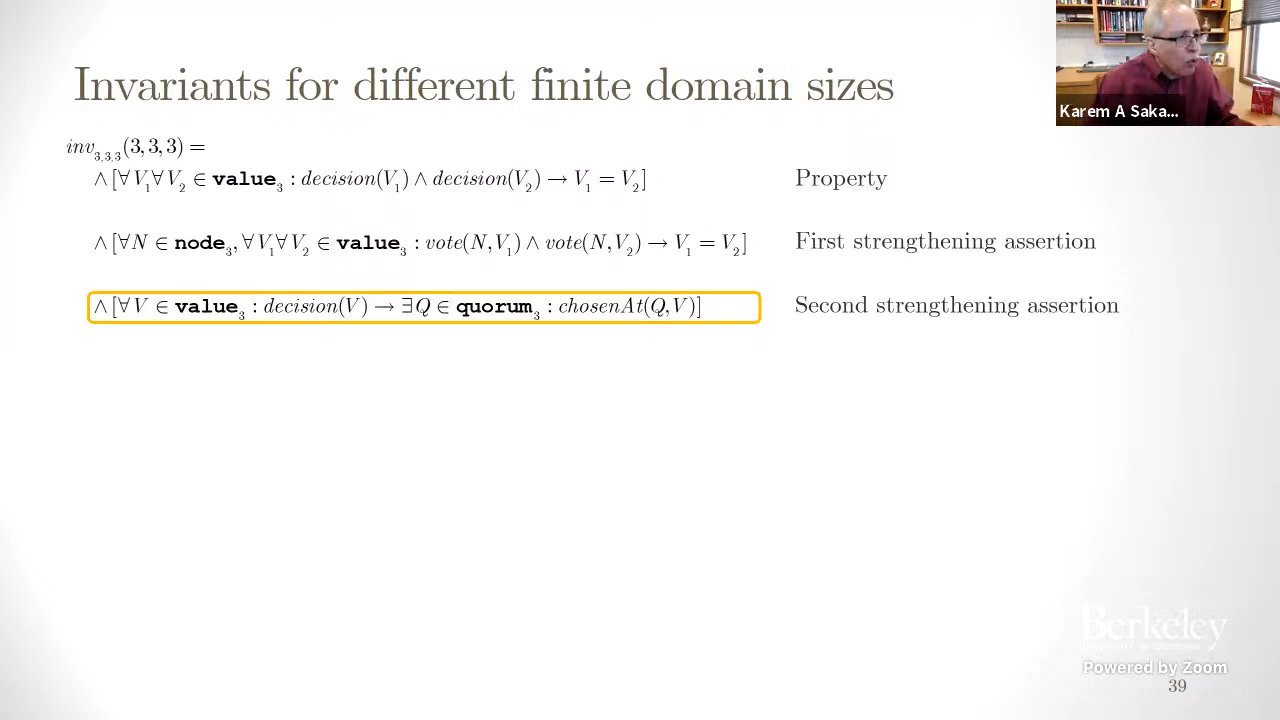 Invariants for different finite domain sizes
Karem A Saka...
inv₃,₃,₃(3, 3, 3) =
∧ [∀V₁∀V₂ ∈ value₃ : decision(V₁) ∧ decision(V₂) → V₁ = V₂] Property
∧ [∀N ∈ node₃, ∀V₁∀V₂ ∈ value₃ : vote(N, V₁) ∧ vote(N, V₂) → V₁ = V₂] First strengthening assertion
∧ [∀V ∈ value₃ : decision(V) → ∃Q ∈ quorum₃ : chosenAt(Q, V)] Second strengthening assertion
Berkeley
Powered by Zoom
39